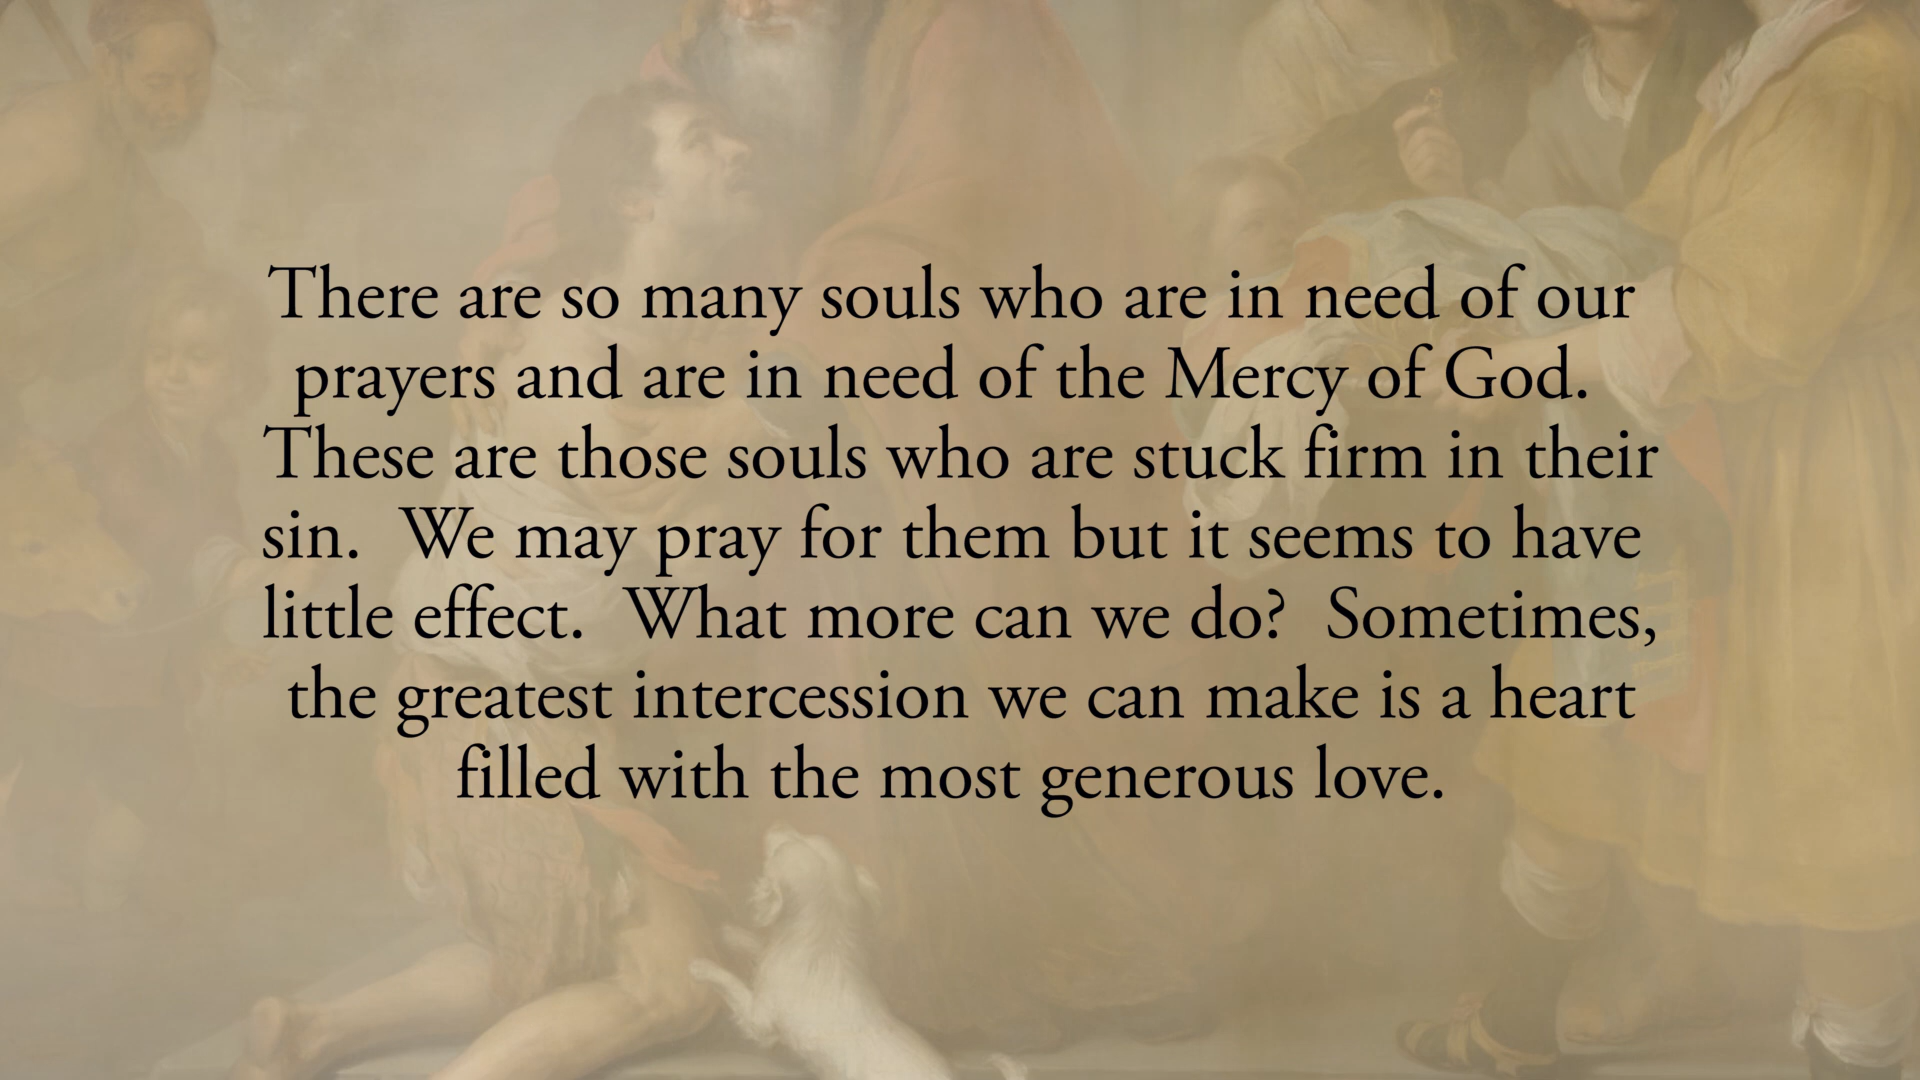 There are so many souls who are in need of our
prayers and are in need of the Mercy of God.
These are those souls who are stuck firm in their
sin.  We may pray for them but it seems to have
little effect.  What more can we do?  Sometimes,
the greatest intercession we can make is a heart
filled with the most generous love.